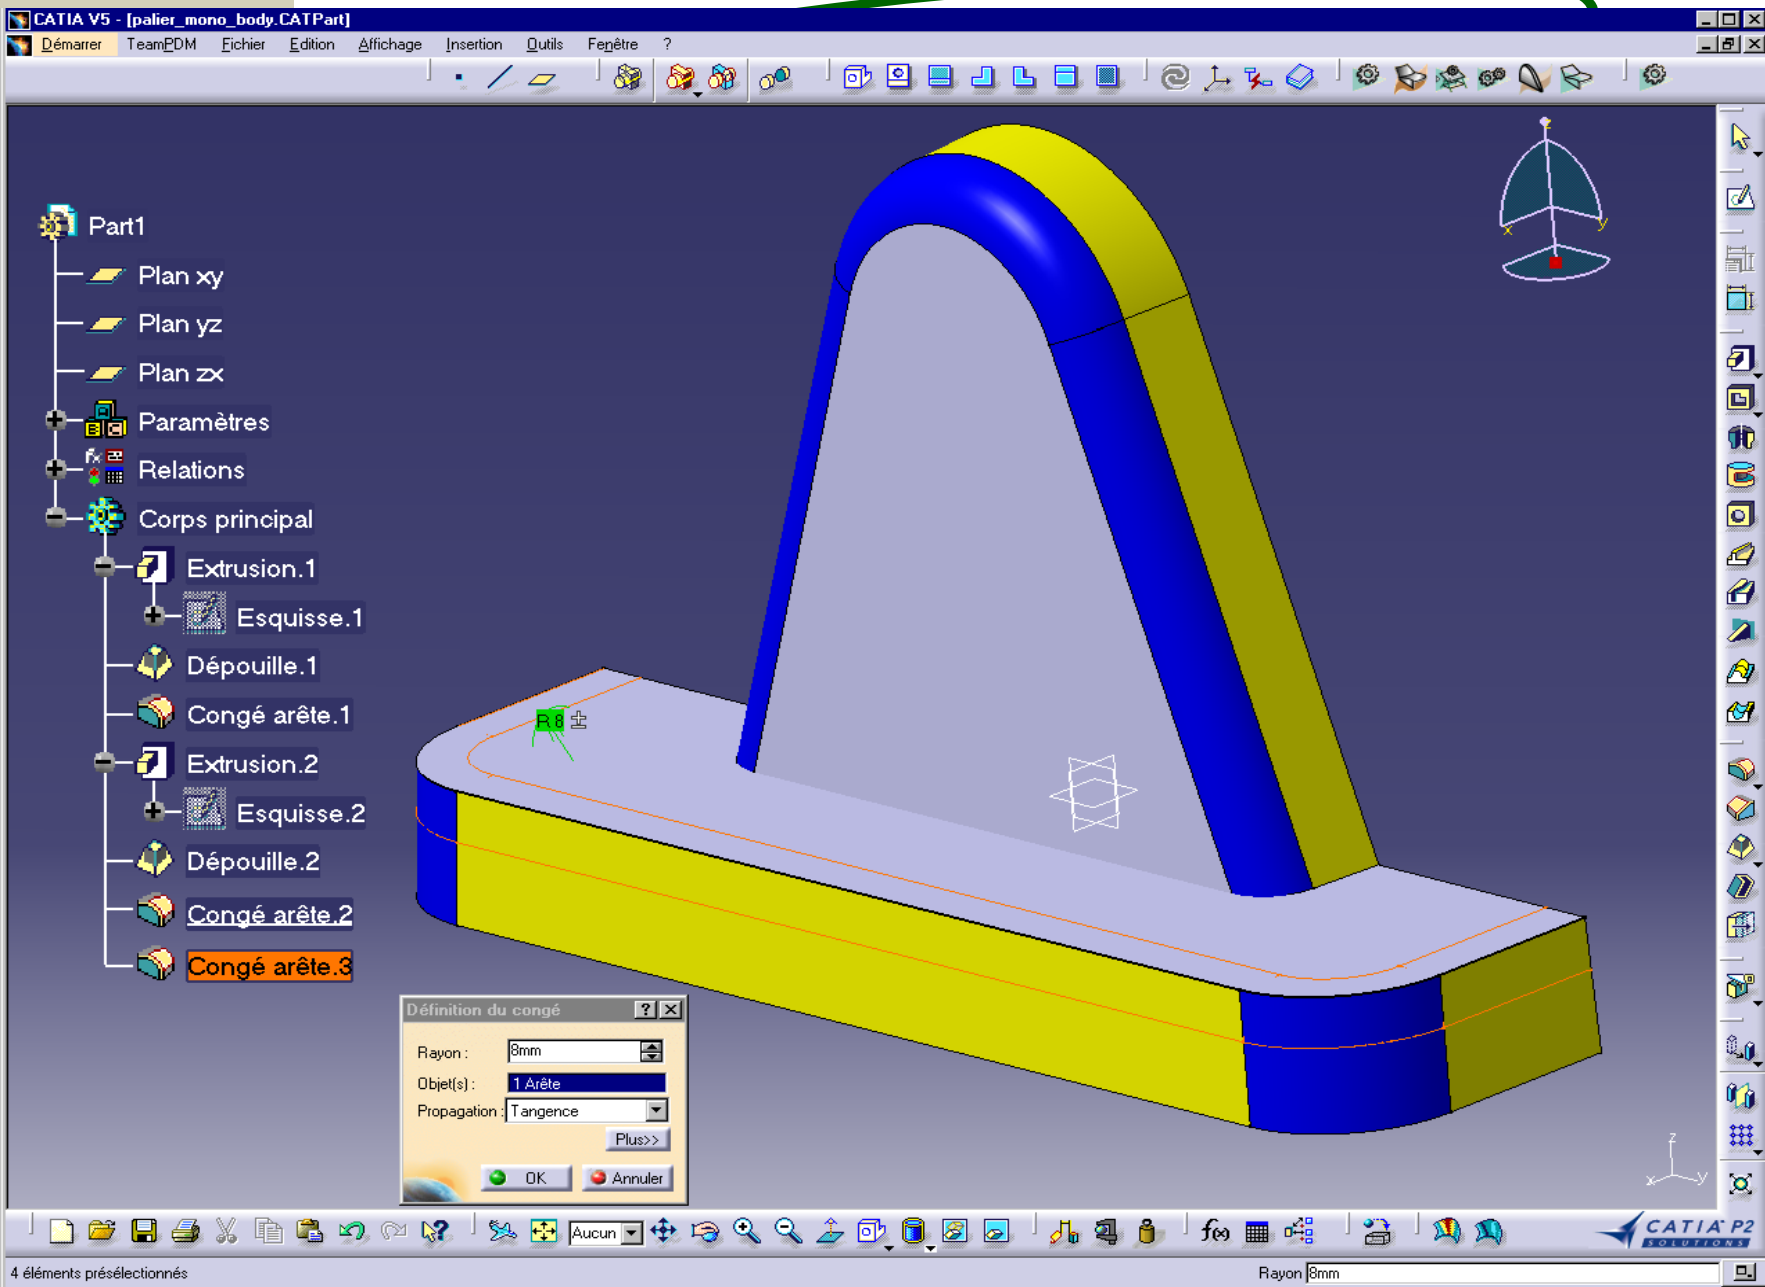 CATIA V5 - [palier_mono_body.CATPart]
Démarrer TeamPDM Fichier Edition Affichage Insertion Outils Fenêtre ?
z
x y
Part1
Plan xy
Plan yz
Plan zx
Paramètres
Relations
Corps principal
Extrusion.1
Esquisse.1
Dépouille.1
Congé arête.1
R 8
Extrusion.2
Esquisse.2
Dépouille.2
Congé arête.2
Congé arête.3
Définition du congé
Rayon : 8mm
Objet(s) : 1 Arête
Propagation : Tangence
Plus>>
OK Annuler
z
x y
Aucun
f(x)
CATIA P2
SOLUTIONS
4 éléments présélectionnés
Rayon 8mm